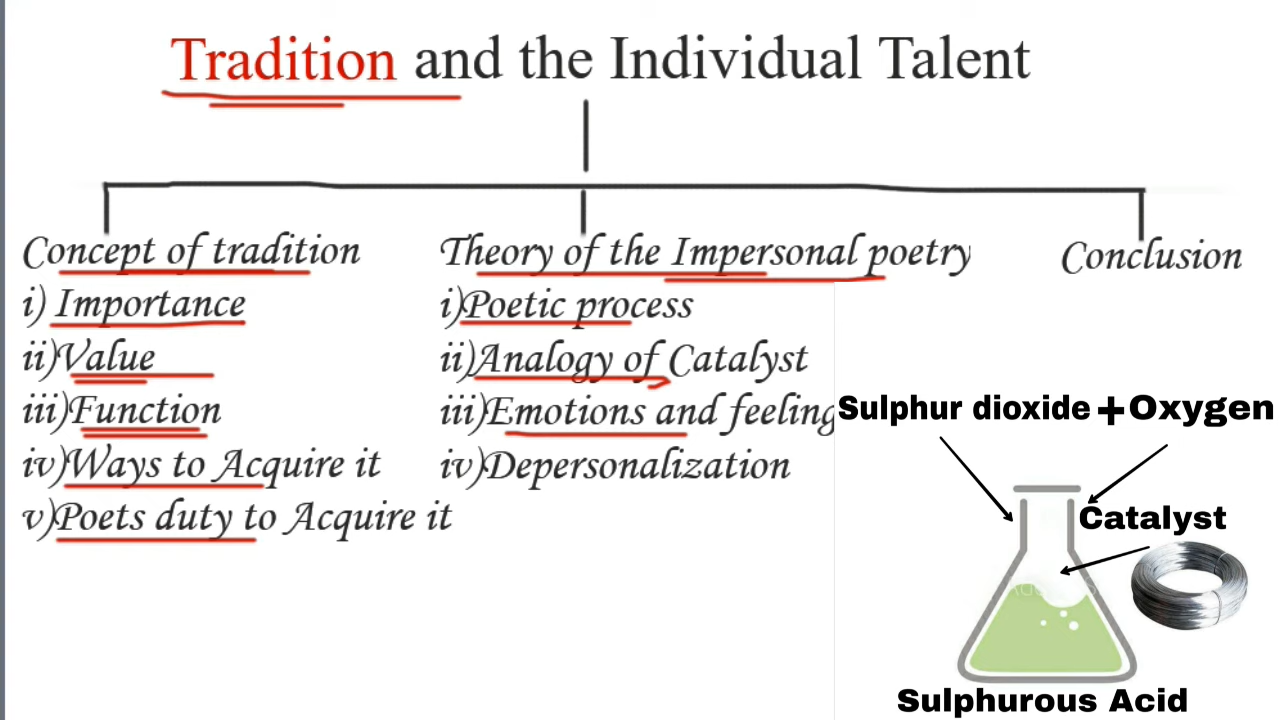 Tradition and the Individual Talent
Concept of tradition
i) Importance
ii)Value
iii)Function
iv)Ways to Acquire it
v)Poets duty to Acquire it
Theory of the Impersonal poetry
i)Poetic process
ii)Analogy of Catalyst
iii)Emotions and feeling
iv)Depersonalization
Conclusion
Sulphur dioxide+Oxygen
Catalyst
Sulphurous Acid